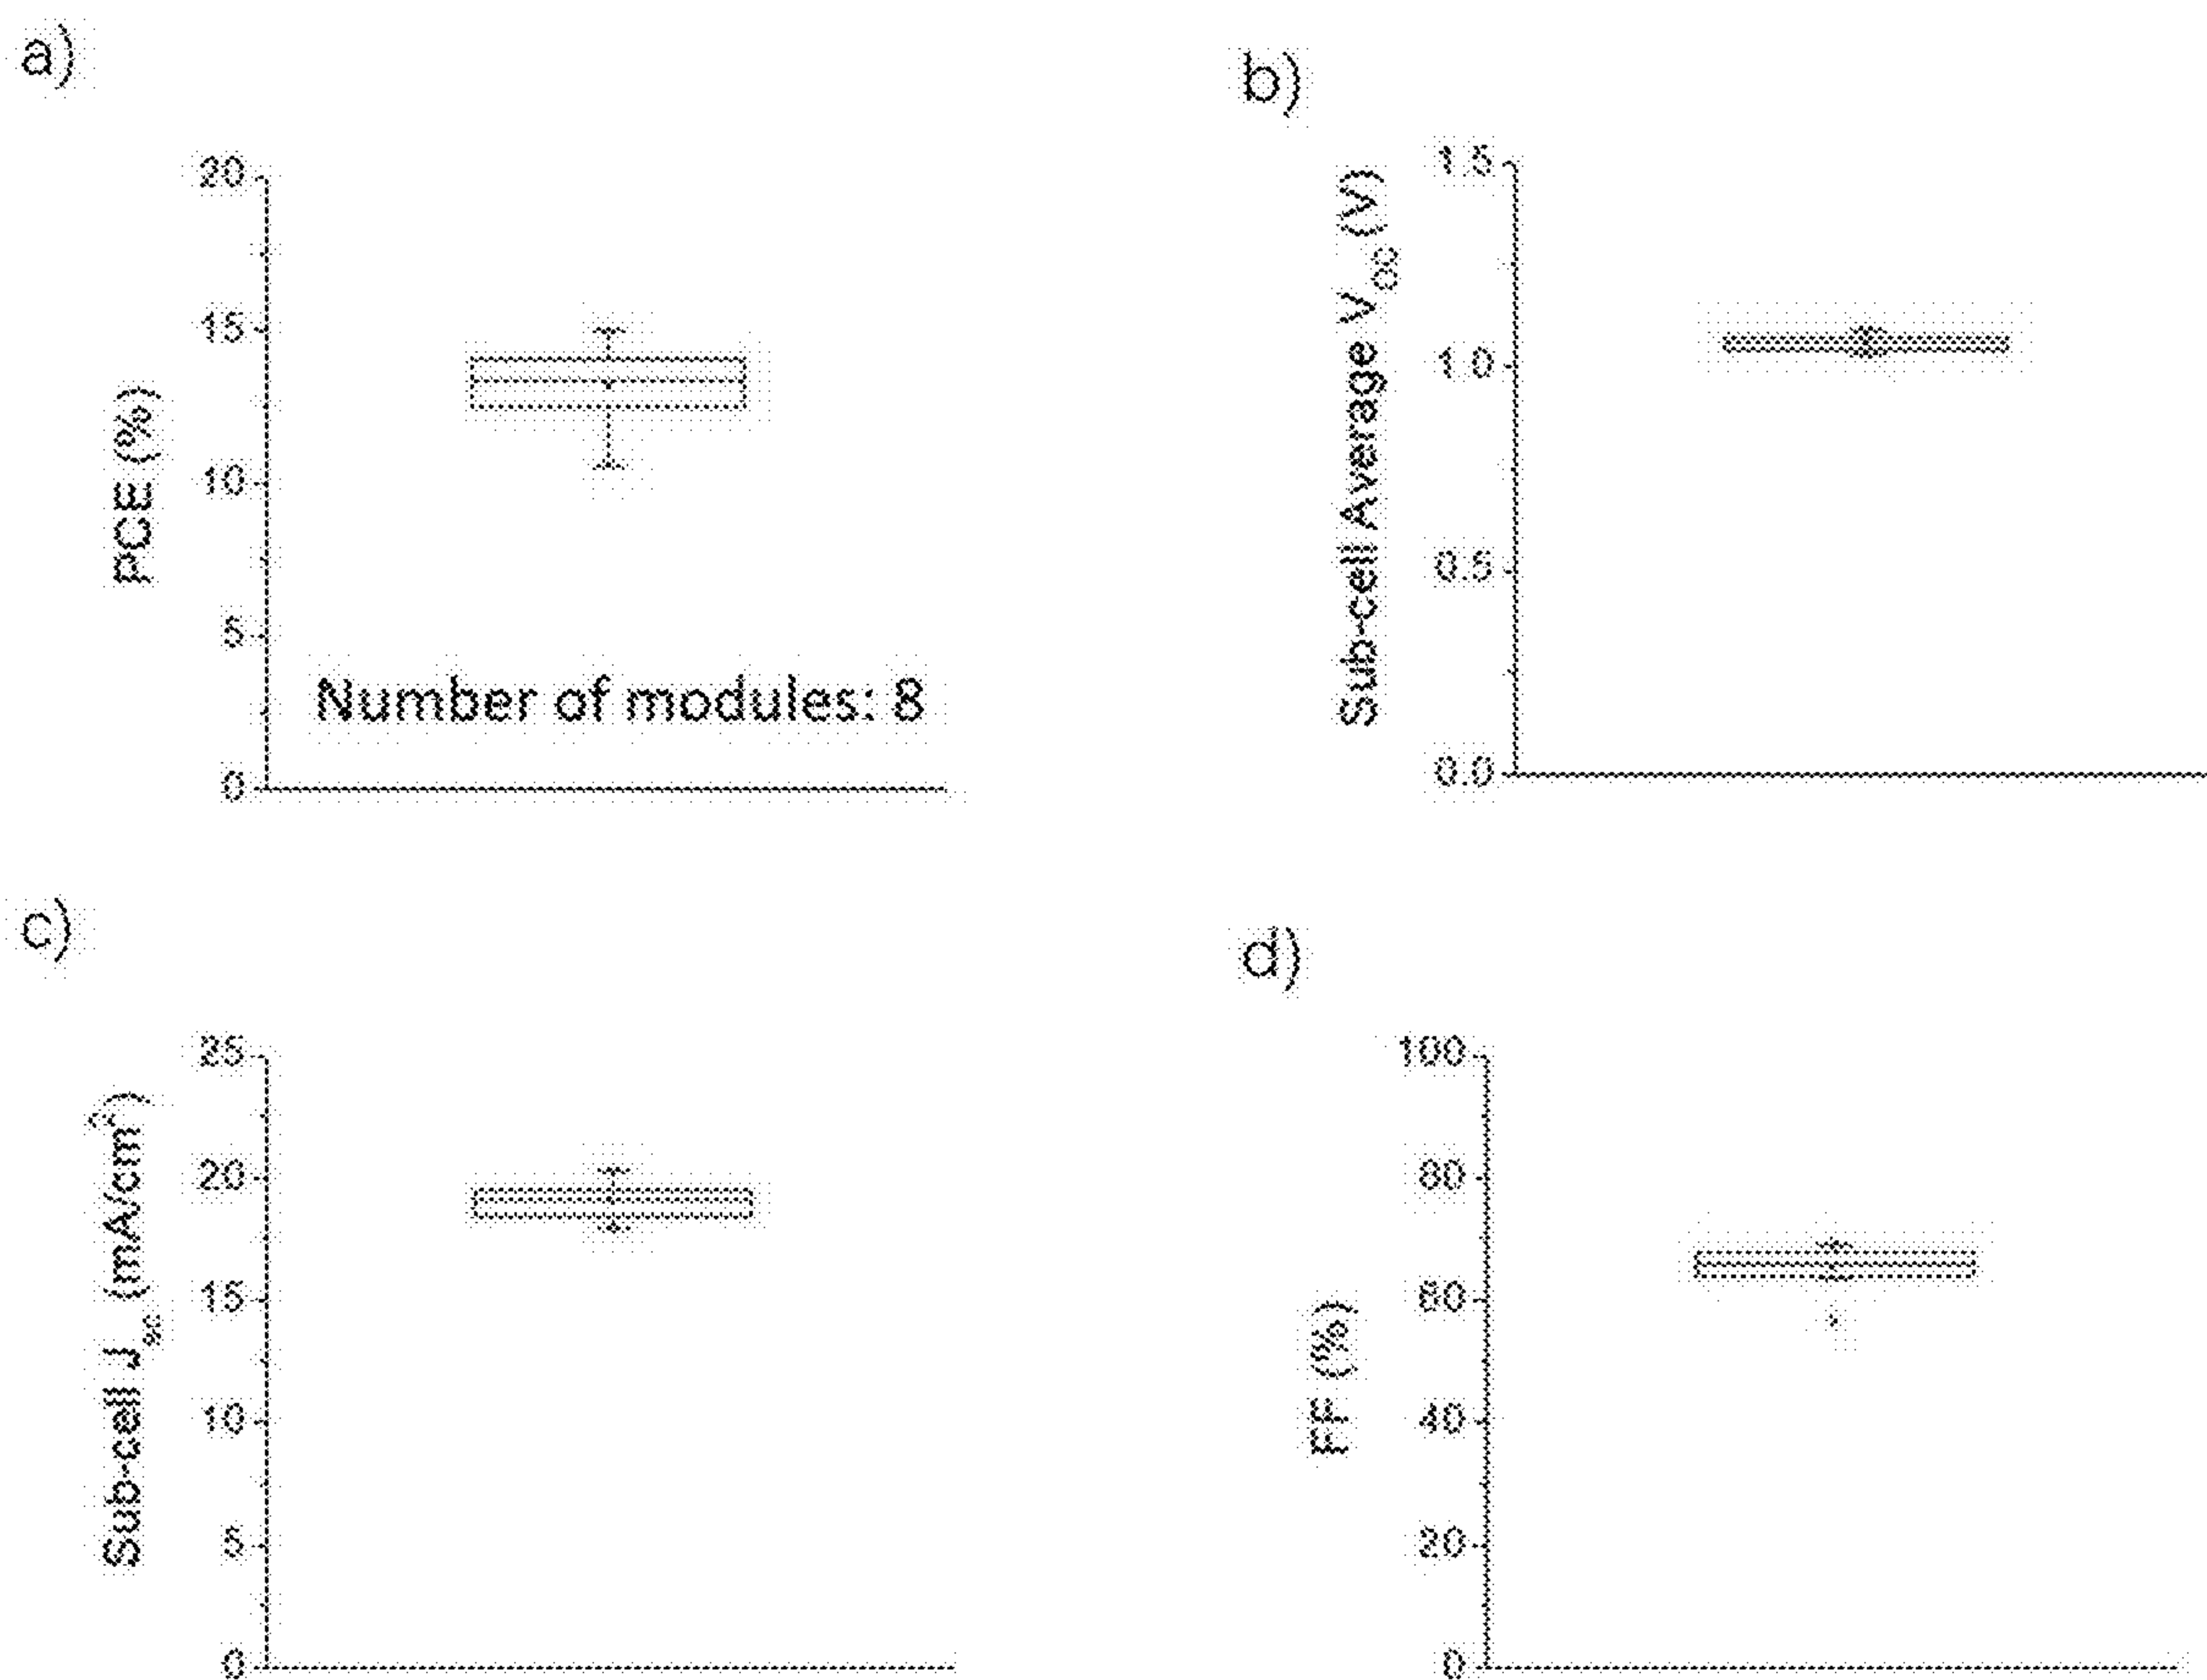 a)
20
15
10
5
0
PCE (%)
Number of modules: 8
b)
1.5
1.0
0.5
0.0
Sub-cell Average V_oc (V)
c)
25
20
15
10
5
0
Sub-cell J_sc (mA/cm²)
d)
100
80
60
40
20
0
FF (%)